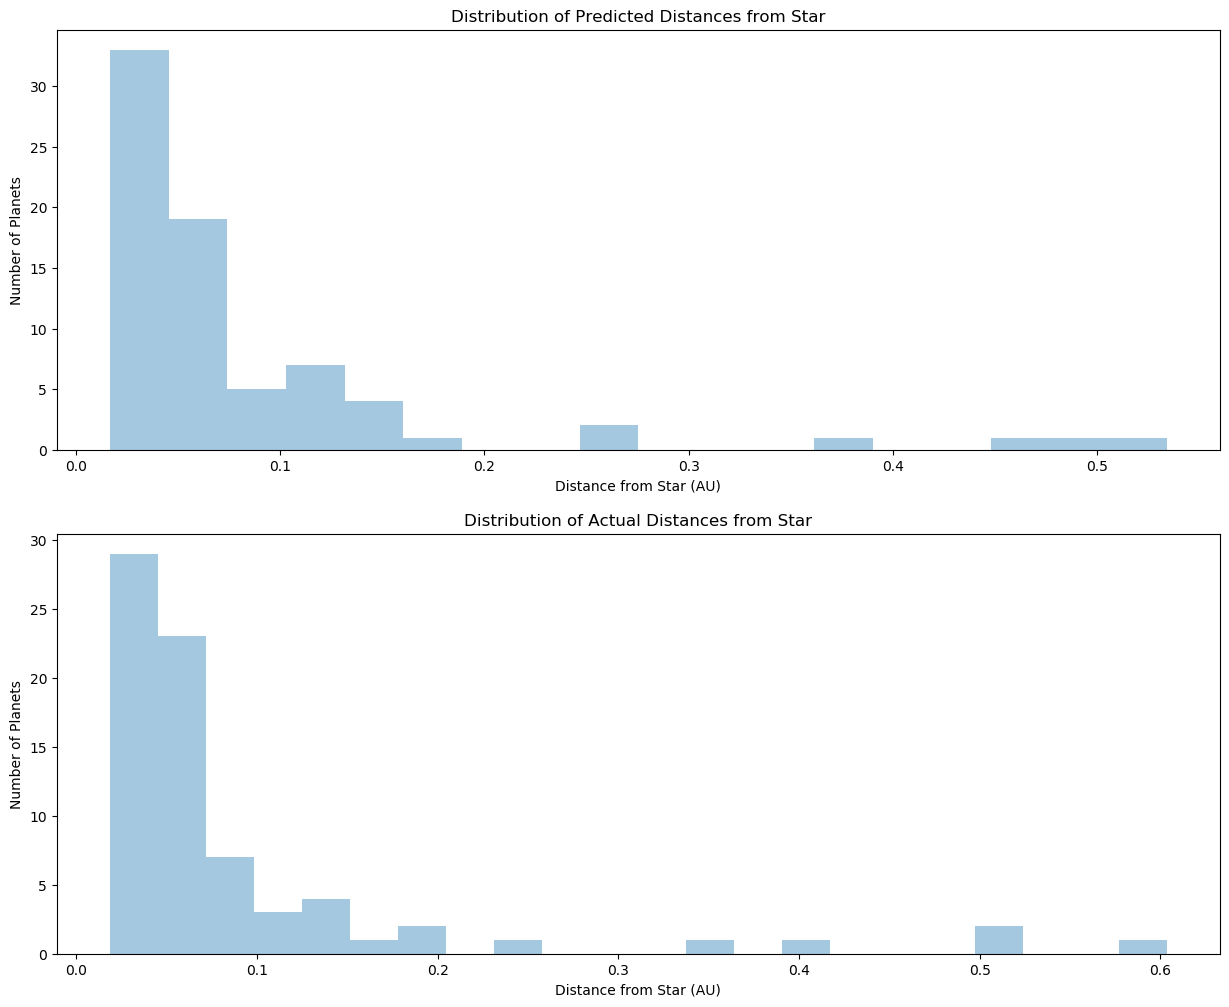 Distribution of Predicted Distances from Star
30
25
20
15
10
5
0
Number of Planets
0.0 0.1 0.2 0.3 0.4 0.5
Distance from Star (AU)
Distribution of Actual Distances from Star
30
25
20
15
10
5
0
Number of Planets
0.0 0.1 0.2 0.3 0.4 0.5 0.6
Distance from Star (AU)